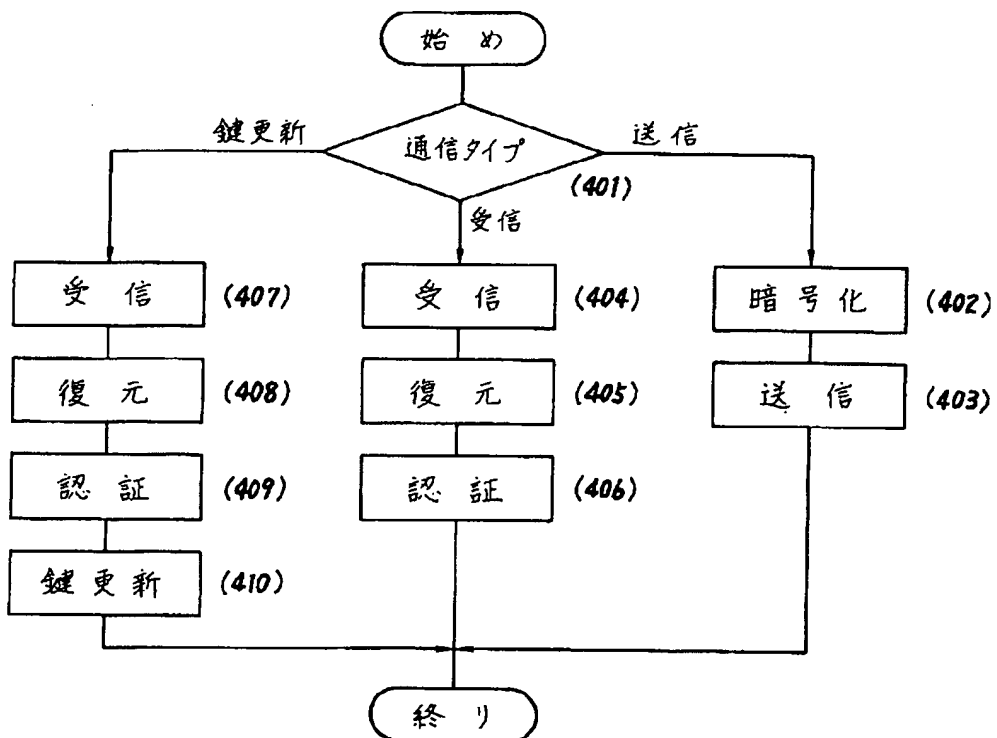 始め
通信タイプ
(401)
鍵更新
受信
送信
受信 (407)
復元 (408)
認証 (409)
鍵更新 (410)
受信 (404)
復元 (405)
認証 (406)
暗号化 (402)
送信 (403)
終り